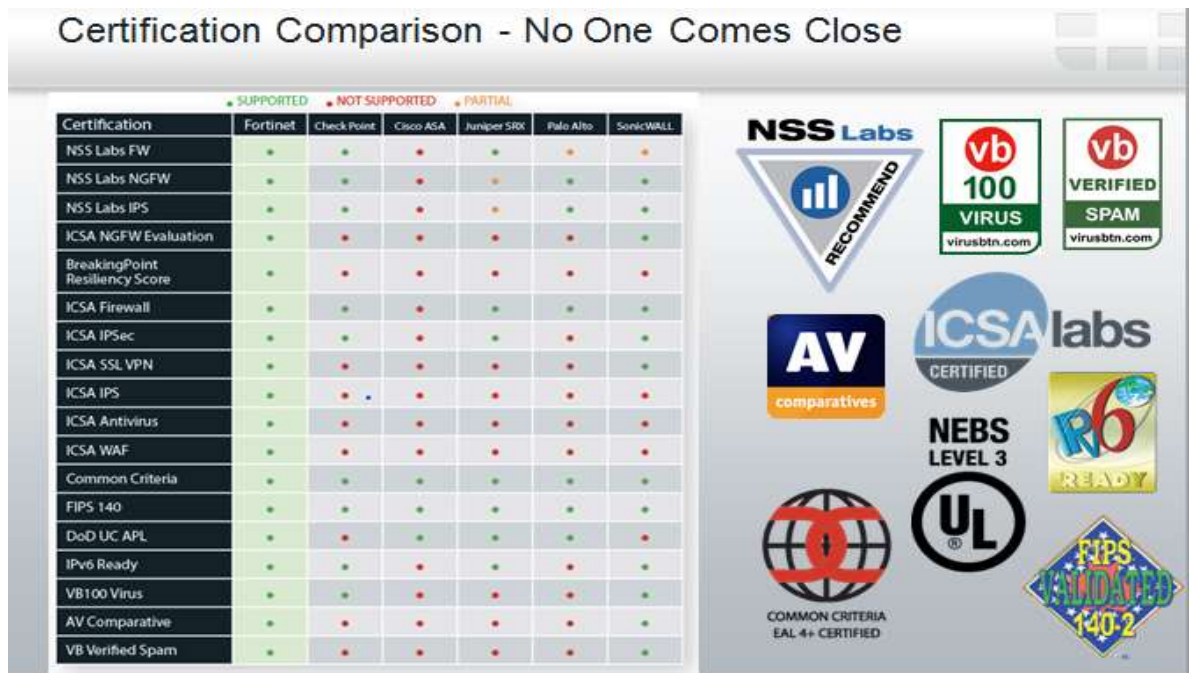 Certification Comparison - No One Comes Close
SUPPORTED NOT SUPPORTED PARTIAL
Certification Fortinet Check Point Cisco ASA Juniper SRX Palo Alto SonicWALL
NSS Labs FW
NSS Labs NGFW
NSS Labs IPS
ICSA NGFW Evaluation
BreakingPoint
Resiliency Score
ICSA Firewall
ICSA IPSec
ICSA SSL VPN
ICSA IPS
ICSA Antivirus
ICSA WAF
Common Criteria
FIPS 140
DoD UC APL
IPv6 Ready
VB100 Virus
AV Comparative
VB Verified Spam
NSS Labs
RECOMMEND
vb
100
VIRUS
virusbtn.com
vb
VERIFIED
SPAM
virusbtn.com
AV
comparatives
ICSA labs
CERTIFIED
NEBS
LEVEL 3
UL
®
IPv6
READY
COMMON CRITERIA
EAL 4+ CERTIFIED
FIPS
VALIDATED
140-2